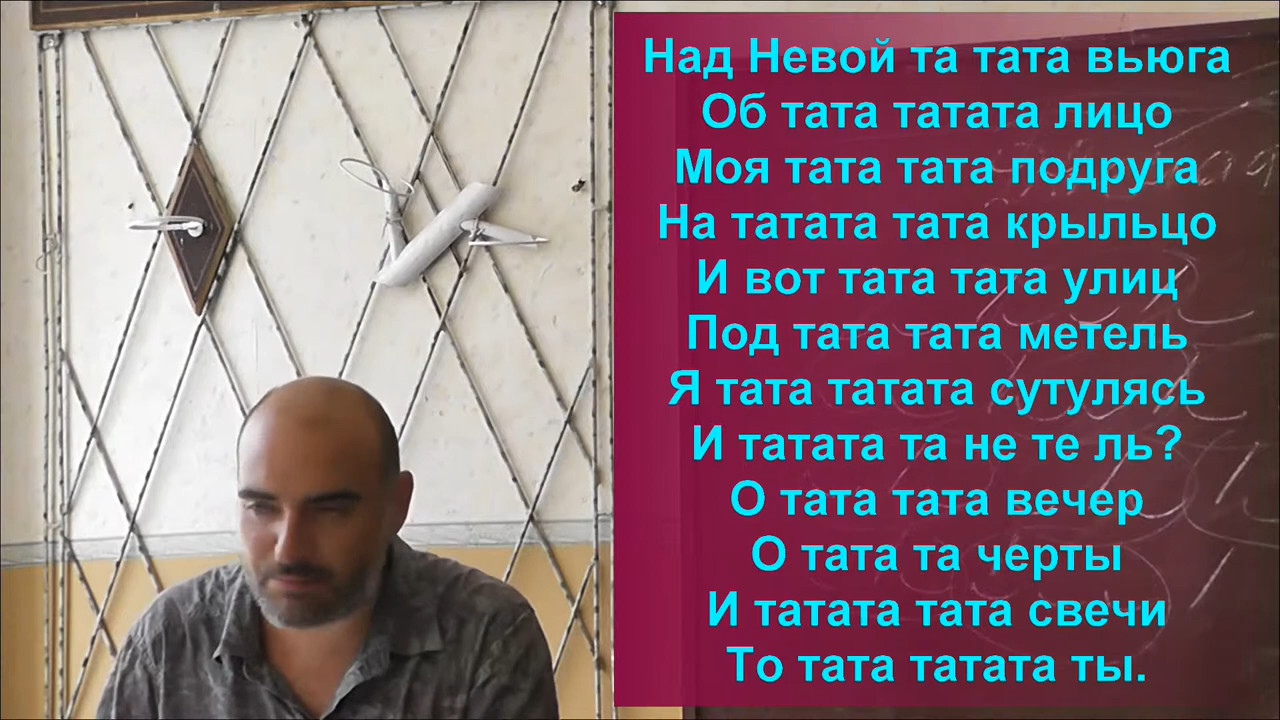 Над Невой та тата вьюга
Об тата татата лицо
Моя тата тата подруга
На татата тата крыльцо
И вот тата тата улиц
Под тата тата метель
Я тата татата сутулясь
И татата та не те ль?
О тата тата вечер
О тата та черты
И татата тата свечи
То тата татата ты.